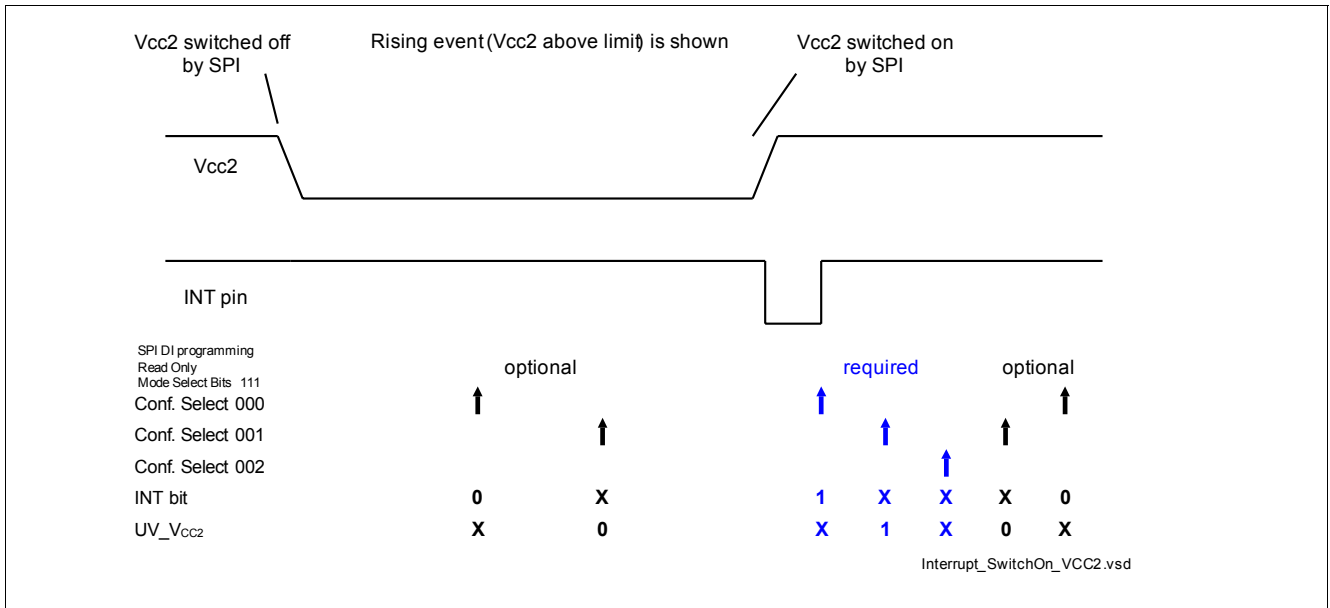 Vcc2 switched off
by SPI
Rising event (Vcc2 above limit) is shown
Vcc2 switched on
by SPI
Vcc2
INT pin
SPI DI programming
Read Only
Mode Select Bits 111
optional
required
optional
Conf. Select 000
Conf. Select 001
Conf. Select 002
INT bit 0 X 1 X X X 0
UV_VCC2 X 0 X 1 X 0 X
Interrupt_SwitchOn_VCC2.vsd